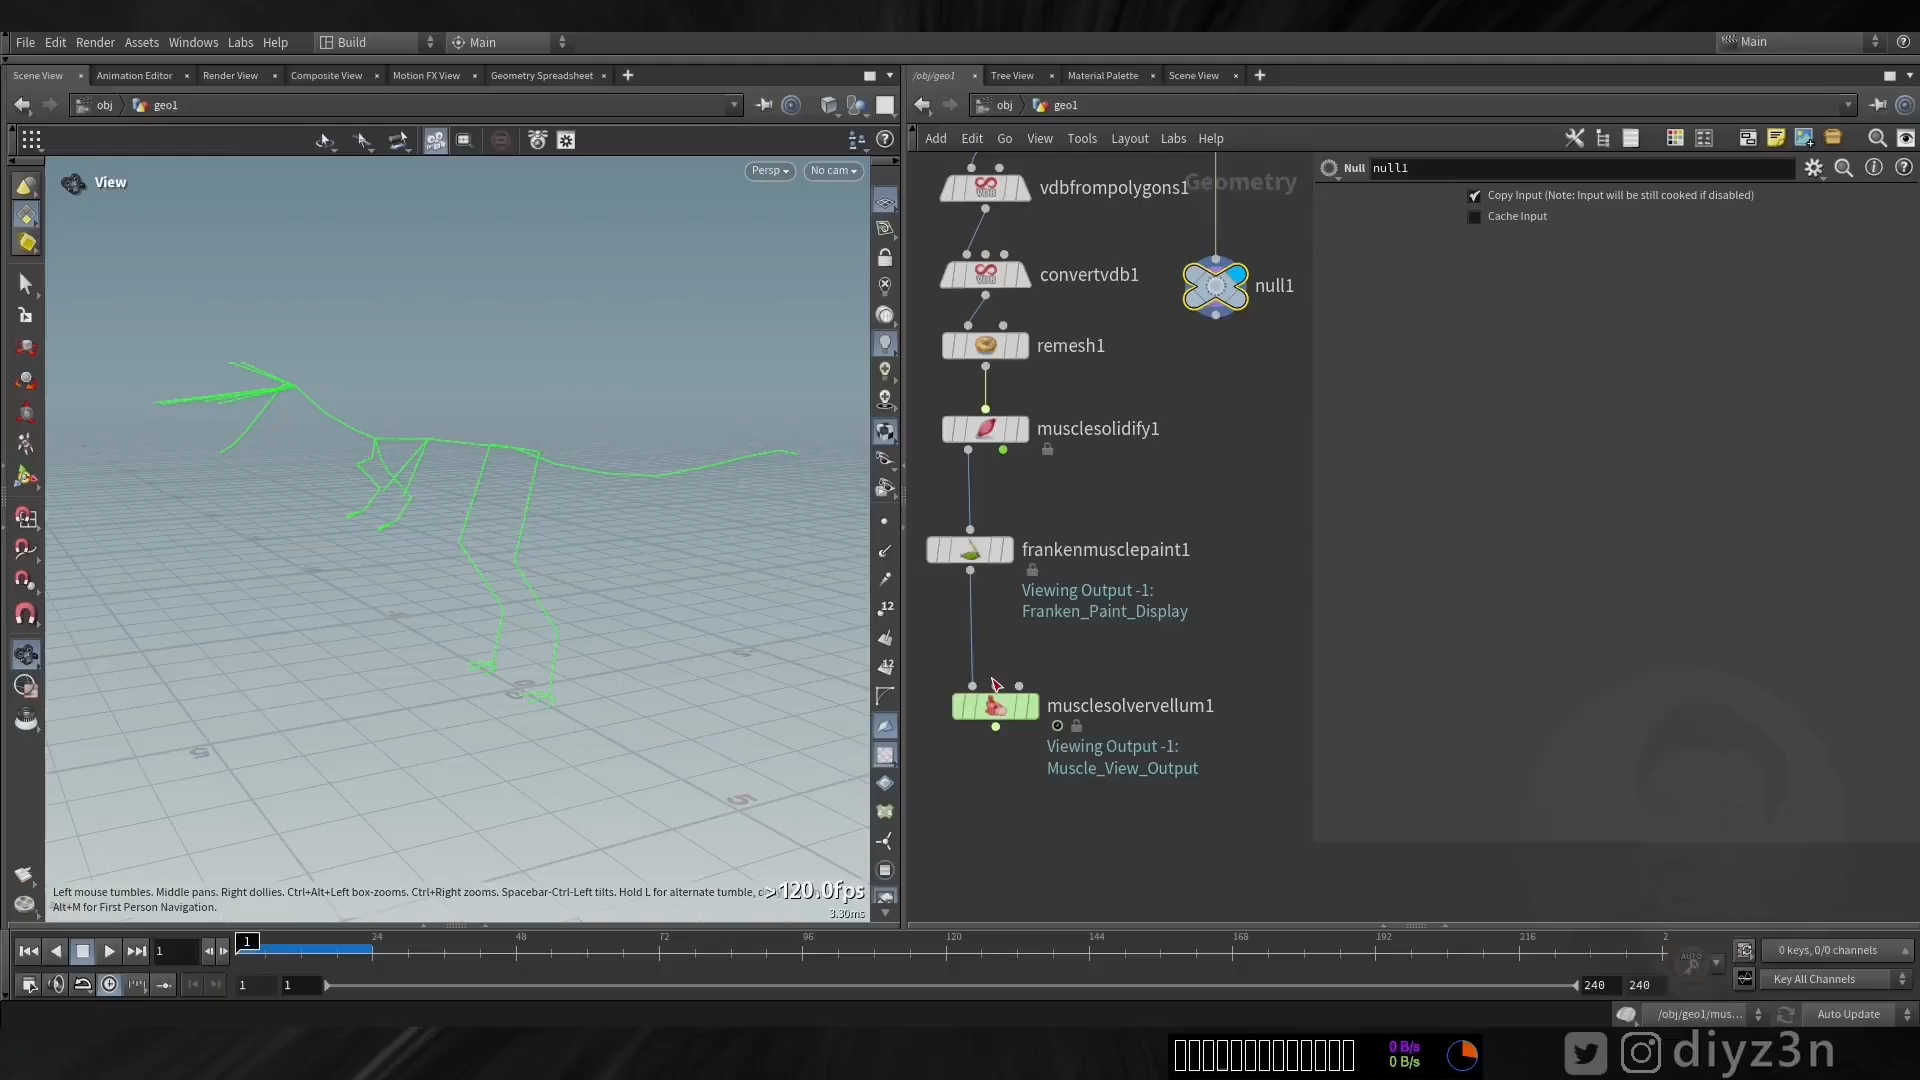 File Edit Render Assets Windows Labs Help Build Main Main
Scene View Animation Editor Render View Composite View Motion FX View Geometry Spreadsheet
/obj/geo1 Tree View Material Palette Scene View
obj geo1
obj geo1
Add Edit Go View Tools Layout Labs Help
View
Persp
No cam
Geometry
vdbfrompolygons1
VDB
convertvdb1
VDB
null1
remesh1
musclesolidify1
frankenmusclepaint1
Viewing Output -1:
Franken_Paint_Display
musclesolvervellum1
Viewing Output -1:
Muscle_View_Output
Null null1
Copy Input (Note: Input will be still cooked if disabled)
Cache Input
12
12
5
5
Left mouse tumbles. Middle pans. Right dollies. Ctrl+Alt+Left box-zooms. Ctrl+Right zooms. Spacebar-Ctrl-Left tilts. Hold L for alternate tumble,
Alt+M for First Person Navigation.
>120.0fps
3.30ms
1
1 24 48 72 96 120 144 168 192 216 2
AUTO
0 keys, 0/0 channels
1 1 240 240
Key All Channels
/obj/geo1/mus...
Auto Update
0 B/s
0 B/s
diyz3n